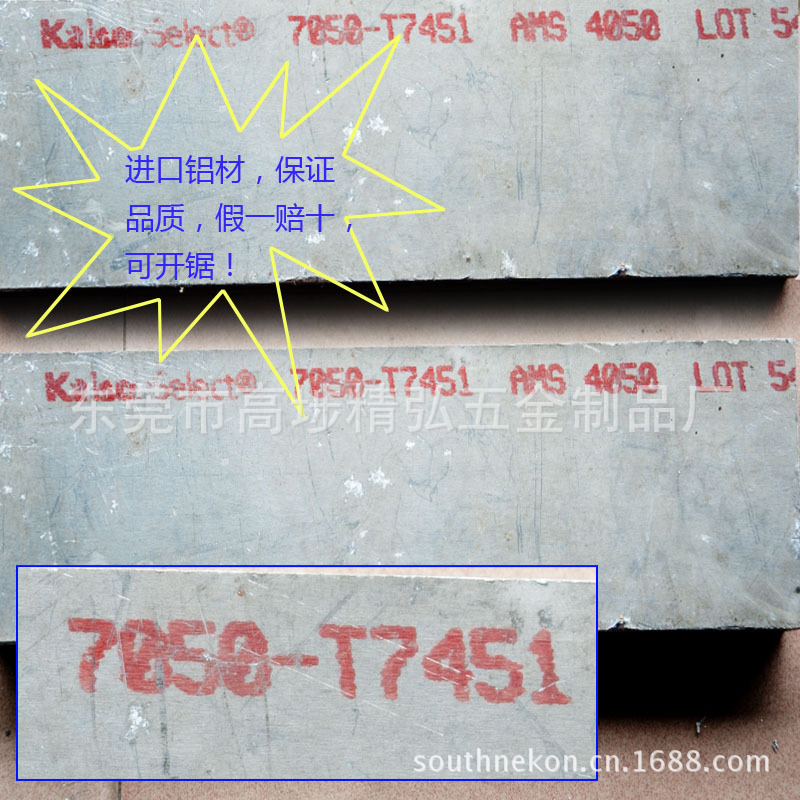 Kaiser Select® 7050-T7451 AMS 4050 LOT 54
进口铝材，保证
品质，假一赔十，
可开锯！
Kaiser Select® 7050-T7451 AMS 4050 LOT 54
东莞市高埗精弘五金制品厂
7050-T7451
southnekon.cn.1688.com